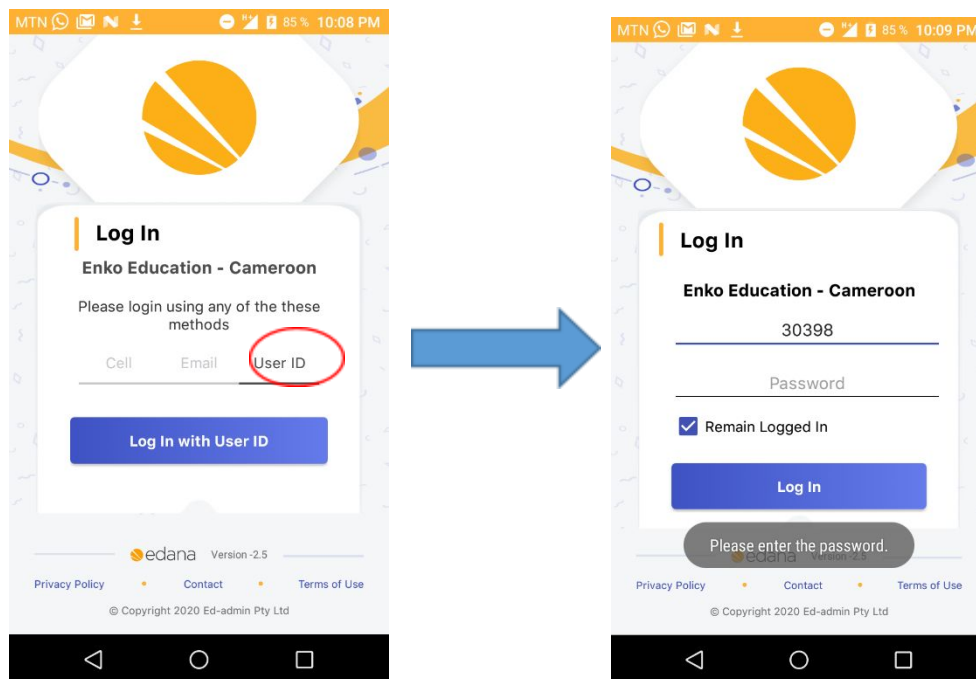 MTN 85 % 10:08 PM
Log In
Enko Education - Cameroon
Please login using any of the these
methods
Cell Email User ID
Log In with User ID
edana Version -2.5
Privacy Policy • Contact • Terms of Use
© Copyright 2020 Ed-admin Pty Ltd
MTN 85 % 10:09 PM
Log In
Enko Education - Cameroon
30398
Password
Remain Logged In
Log In
Please enter the password.
edana Version -2.5
Privacy Policy • Contact • Terms of Use
© Copyright 2020 Ed-admin Pty Ltd